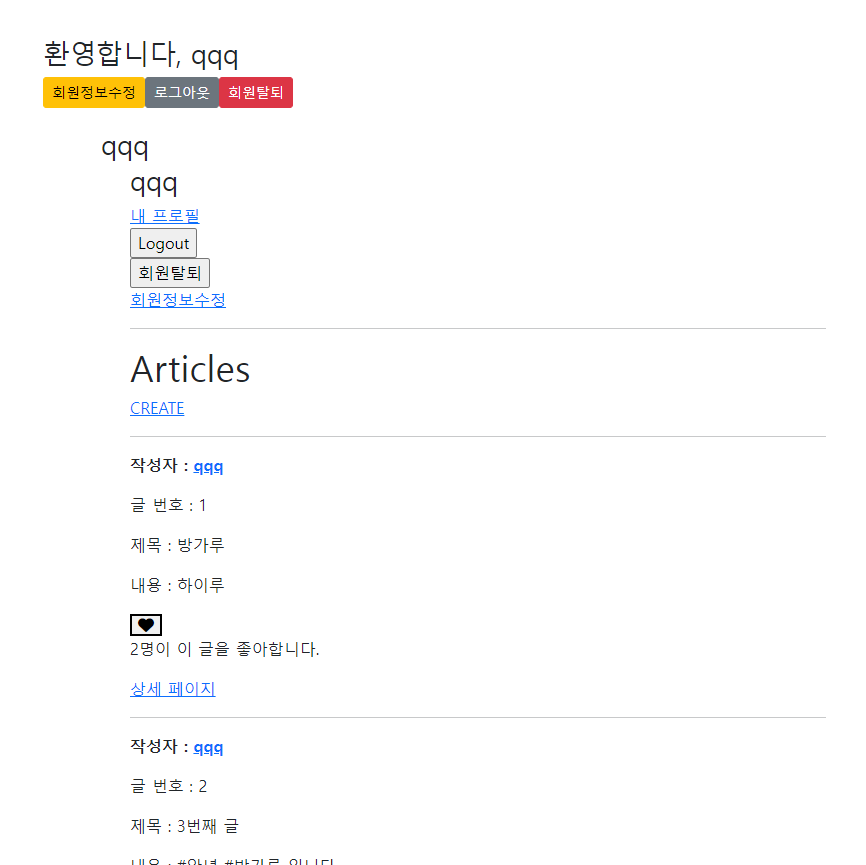 환영합니다, qqq
회원정보수정 로그아웃 회원탈퇴
qqq
qqq
내 프로필
Logout
회원탈퇴
회원정보수정
Articles
CREATE
작성자 : qqq
글 번호 : 1
제목 : 방가루
내용 : 하이루
2명이 이 글을 좋아합니다.
상세 페이지
작성자 : qqq
글 번호 : 2
제목 : 3번째 글